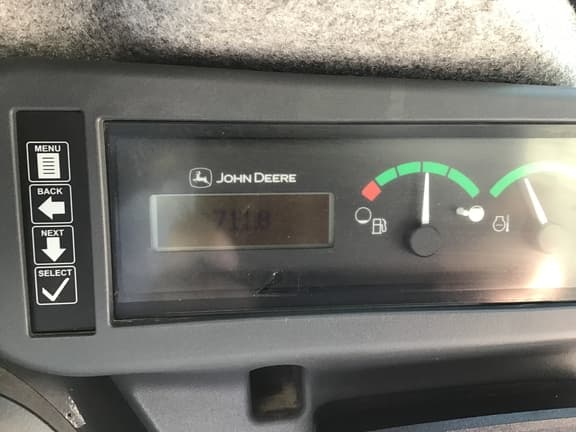 MENU
BACK
NEXT
SELECT
JOHN DEERE
711.8